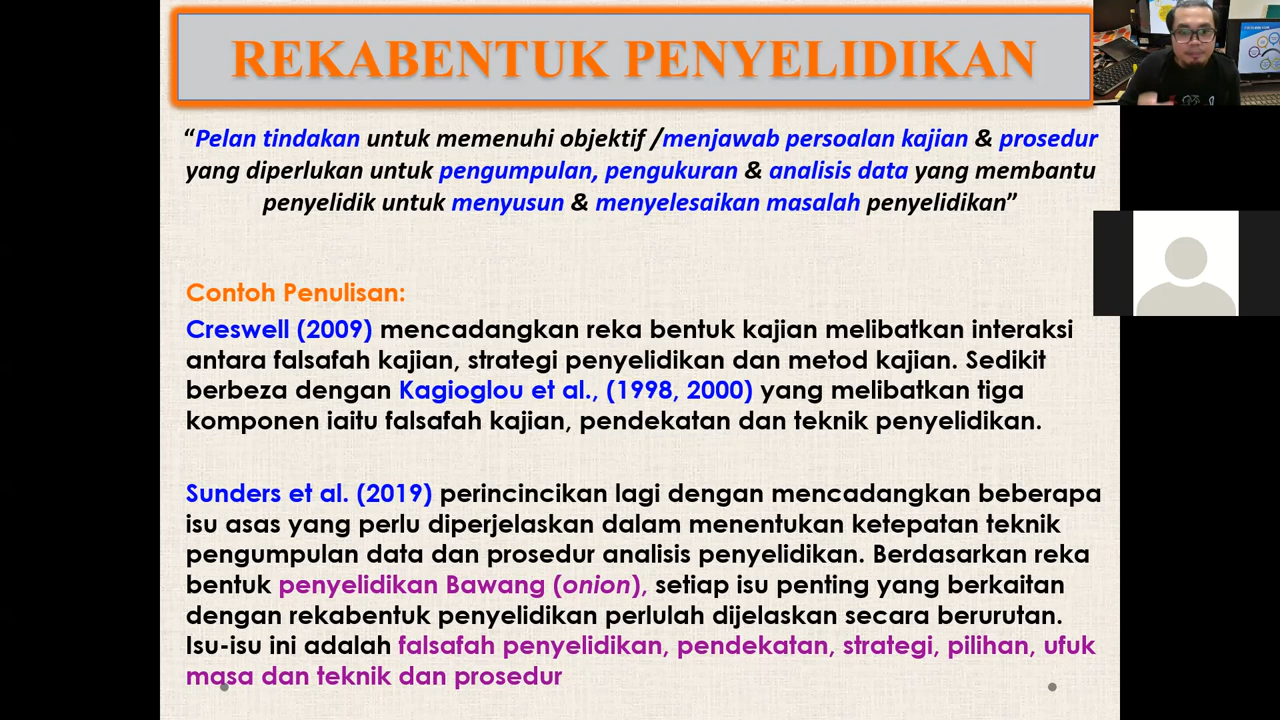 REKABENTUK PENYELIDIKAN
“Pelan tindakan untuk memenuhi objektif /menjawab persoalan kajian & prosedur
yang diperlukan untuk pengumpulan, pengukuran & analisis data yang membantu
penyelidik untuk menyusun & menyelesaikan masalah penyelidikan”
Contoh Penulisan:
Creswell (2009) mencadangkan reka bentuk kajian melibatkan interaksi
antara falsafah kajian, strategi penyelidikan dan metod kajian. Sedikit
berbeza dengan Kagioglou et al., (1998, 2000) yang melibatkan tiga
komponen iaitu falsafah kajian, pendekatan dan teknik penyelidikan.
Sunders et al. (2019) perincincikan lagi dengan mencadangkan beberapa
isu asas yang perlu diperjelaskan dalam menentukan ketepatan teknik
pengumpulan data dan prosedur analisis penyelidikan. Berdasarkan reka
bentuk penyelidikan Bawang (onion), setiap isu penting yang berkaitan
dengan rekabentuk penyelidikan perlulah dijelaskan secara berurutan.
Isu-isu ini adalah falsafah penyelidikan, pendekatan, strategi, pilihan, ufuk
masa dan teknik dan prosedur